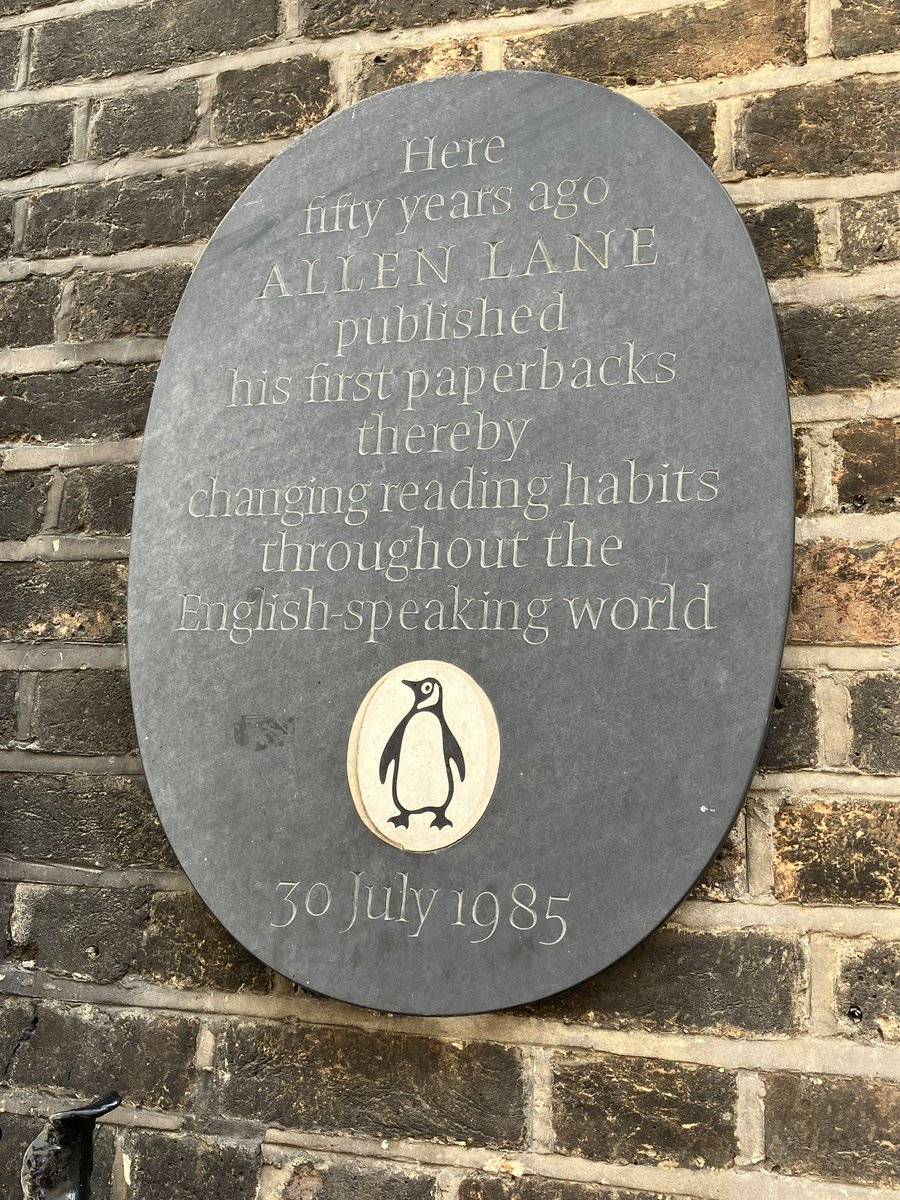 Here
fifty years ago
ALLEN LANE
published
his first paperbacks
thereby
changing reading habits
throughout the
English-speaking world
30 July 1985